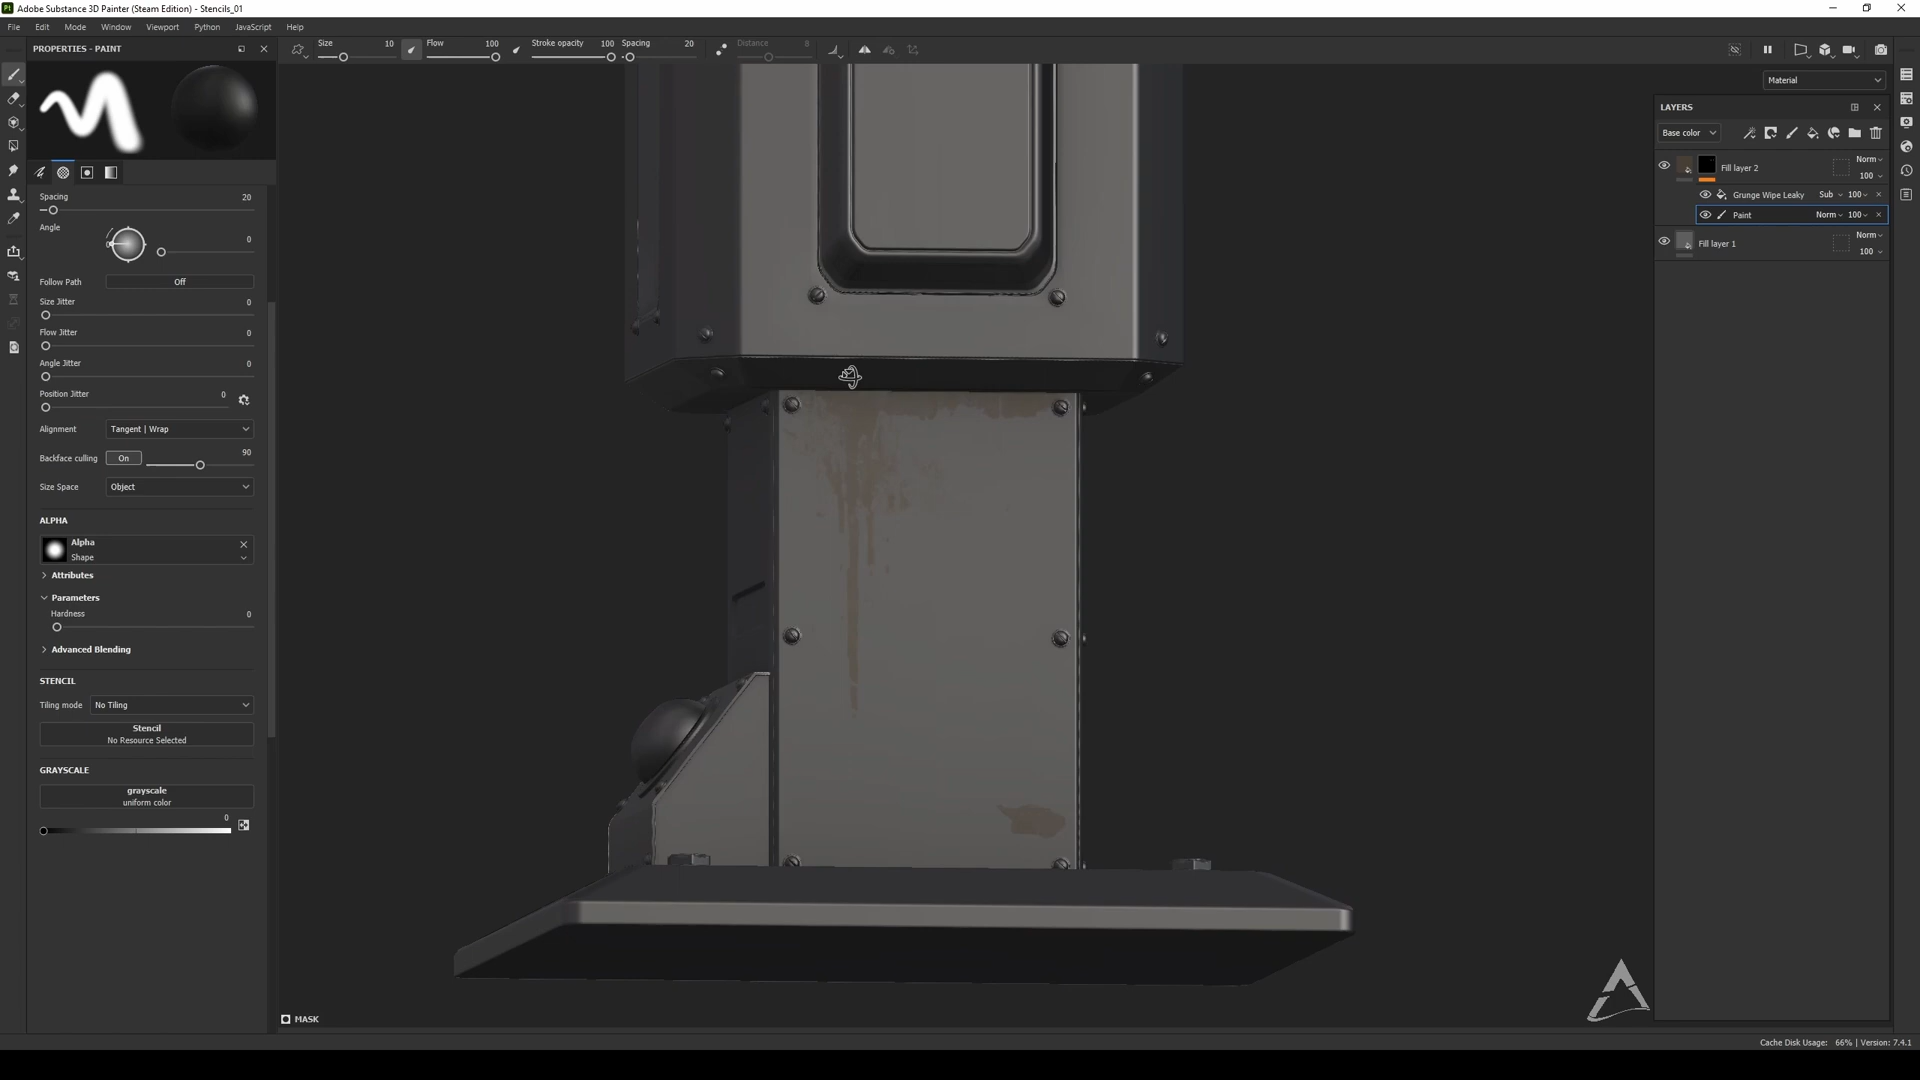 Adobe Substance 3D Painter (Steam Edition) - Stencils_01
File Edit Mode Window Viewport Python JavaScript Help
PROPERTIES - PAINT
Size 10 Flow 100 Stroke opacity 100 Spacing 20 Distance 8
Material
LAYERS
Base color
Fill layer 2 Norm 100
Grunge Wipe Leaky Sub 100
Paint Norm 100
Fill layer 1 Norm 100
Spacing 20
Angle 0
Follow Path Off
Size Jitter 0
Flow Jitter 0
Angle Jitter 0
Position Jitter 0
Alignment Tangent | Wrap
Backface culling On 90
Size Space Object
ALPHA
Alpha
Shape
Attributes
Parameters
Hardness 0
Advanced Blending
STENCIL
Tiling mode No Tiling
Stencil
No Resource Selected
GRAYSCALE
grayscale
uniform color
0
MASK
Cache Disk Usage: 66% | Version: 7.4.1